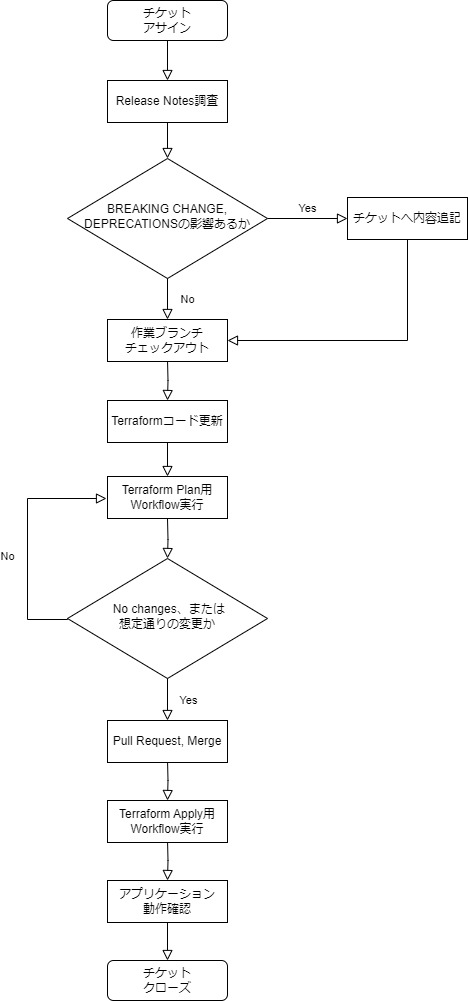 チケット
アサイン
Release Notes調査
BREAKING CHANGE,
DEPRECATIONSの影響あるか
Yes
チケットへ内容追記
No
作業ブランチ
チェックアウト
Terraformコード更新
Terraform Plan用
Workflow実行
No
No changes、または
想定通りの変更か
Yes
Pull Request, Merge
Terraform Apply用
Workflow実行
アプリケーション
動作確認
チケット
クローズ